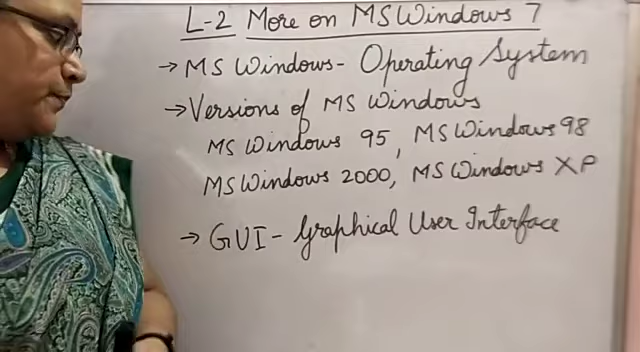 L-2 More on MS Windows 7
→ MS Windows - Operating System
→ Versions of MS Windows
MS Windows 95, MS Windows 98
MS Windows 2000, MS Windows XP
→ GUI - Graphical User Interface